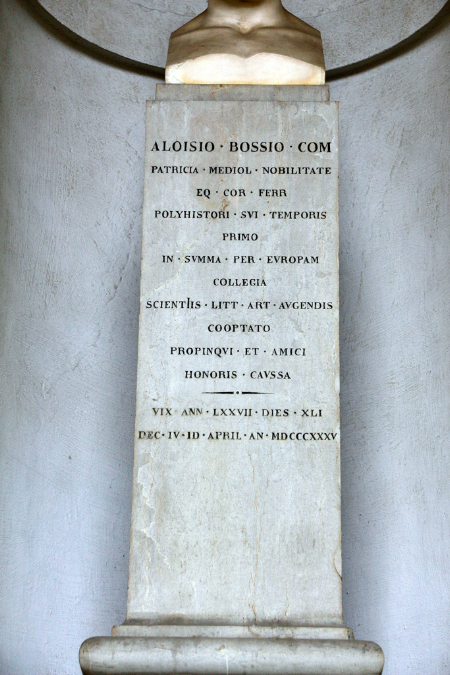 ALOISIO · BOSSIO · COM
PATRICIA · MEDIOL · NOBILITATE
EQ · COR · FERR
POLYHISTORI · SVI · TEMPORIS
PRIMO
IN · SVMMA · PER · EVROPAM
COLLEGIA
SCIENTIIS · LITT · ART · AVGENDIS
COOPTATO
PROPINQVI · ET · AMICI
HONORIS · CAVSSA
VIX · ANN · LXXVII · DIES · XLI
DEC · IV · ID · APRIL · AN · MDCCCXXXV